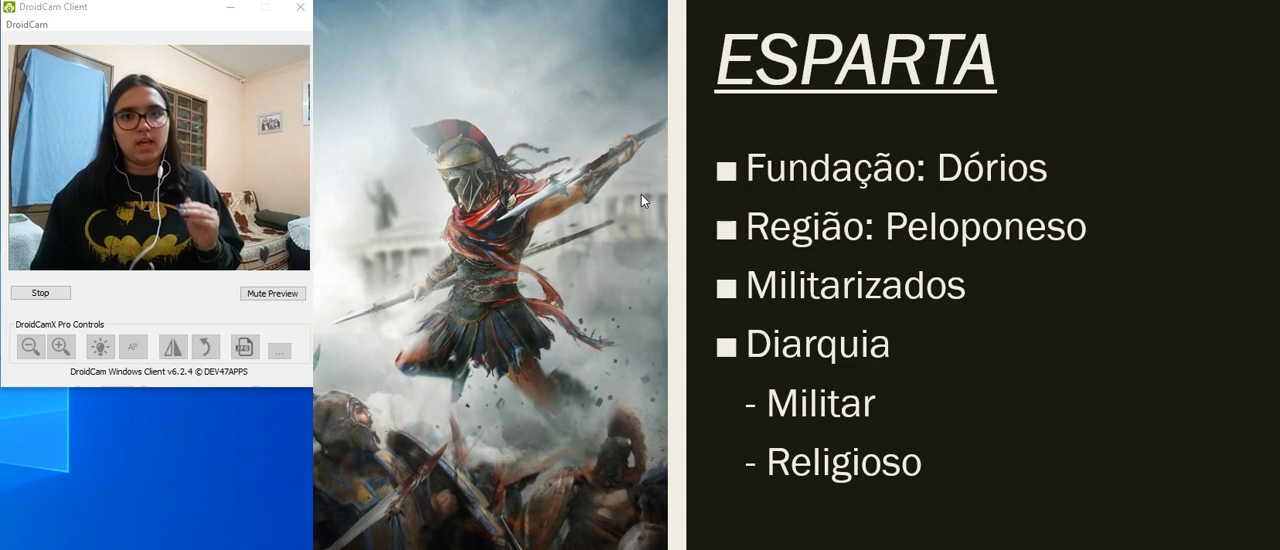 DroidCam Client
DroidCam
Stop
Mute Preview
DroidCamX Pro Controls
AF
JPG
...
DroidCam Windows Client v6.2.4 © DEV47APPS
ESPARTA
■ Fundação: Dórios
■ Região: Peloponeso
■ Militarizados
■ Diarquia
- Militar
- Religioso